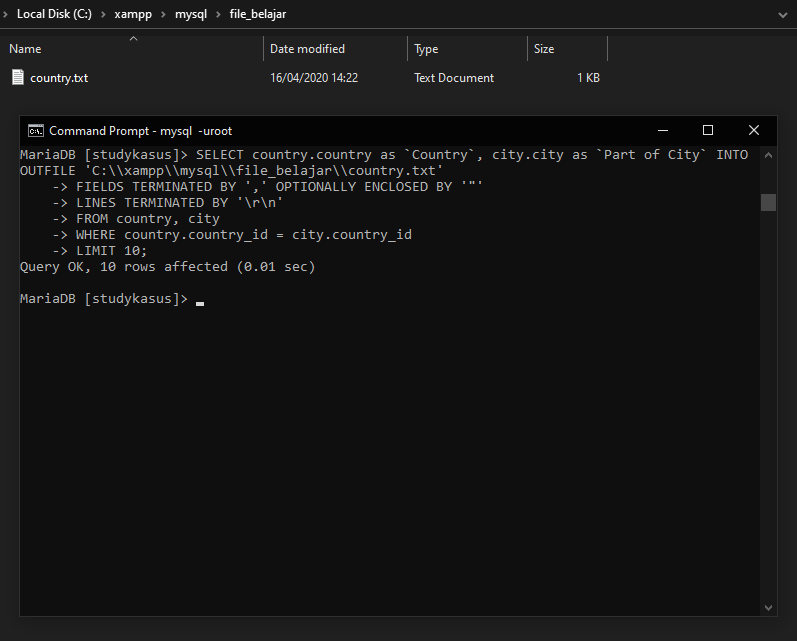 Local Disk (C:) > xampp > mysql > file_belajar
Name Date modified Type Size
country.txt 16/04/2020 14:22 Text Document 1 KB
Command Prompt - mysql -uroot
MariaDB [studykasus]> SELECT country.country as `Country`, city.city as `Part of City` INTO
OUTFILE 'C:\\xampp\\mysql\\file_belajar\\country.txt'
    -> FIELDS TERMINATED BY ',' OPTIONALLY ENCLOSED BY '"'
    -> LINES TERMINATED BY '\r\n'
    -> FROM country, city
    -> WHERE country.country_id = city.country_id
    -> LIMIT 10;
Query OK, 10 rows affected (0.01 sec)
MariaDB [studykasus]>